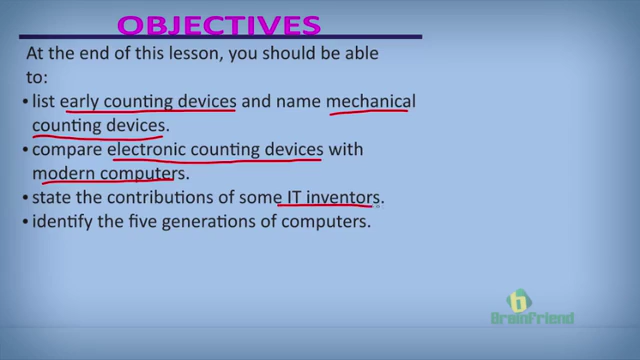 OBJECTIVES
At the end of this lesson, you should be able
to:
• list early counting devices and name mechanical
counting devices.
• compare electronic counting devices with
modern computers.
• state the contributions of some IT inventors.
• identify the five generations of computers.
b
BrainFriend